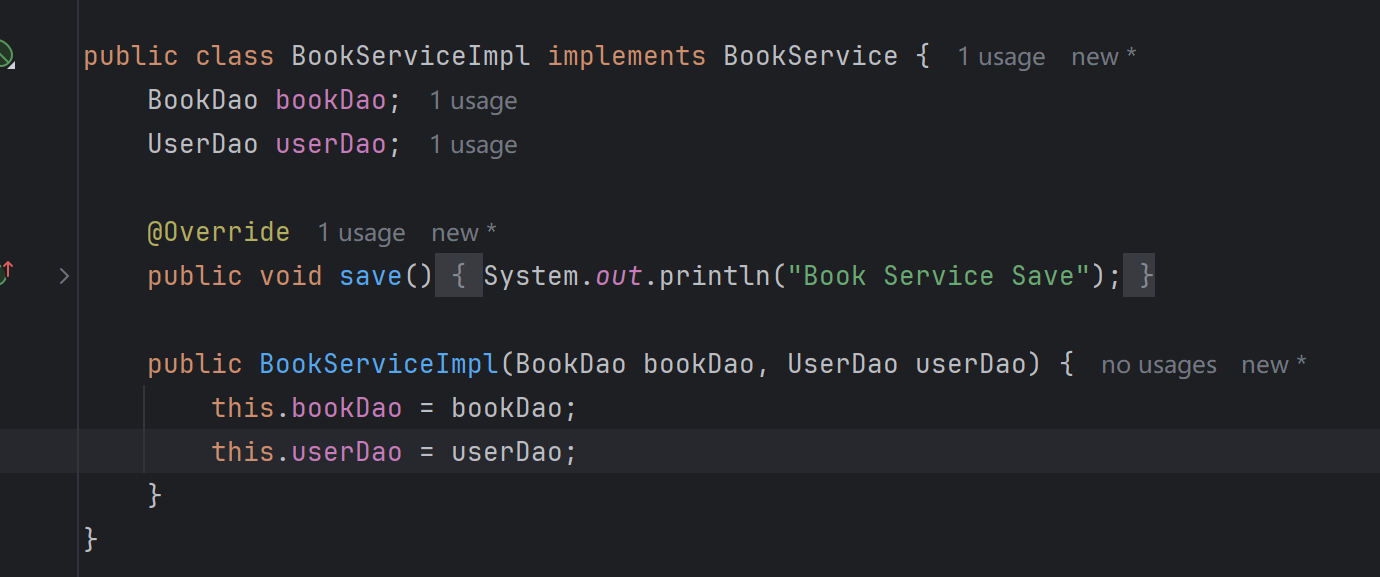 public class BookServiceImpl implements BookService { 1 usage new *
BookDao bookDao; 1 usage
UserDao userDao; 1 usage
@Override 1 usage new *
public void save() { System.out.println("Book Service Save"); }
public BookServiceImpl(BookDao bookDao, UserDao userDao) { no usages new *
this.bookDao = bookDao;
this.userDao = userDao;
}
}